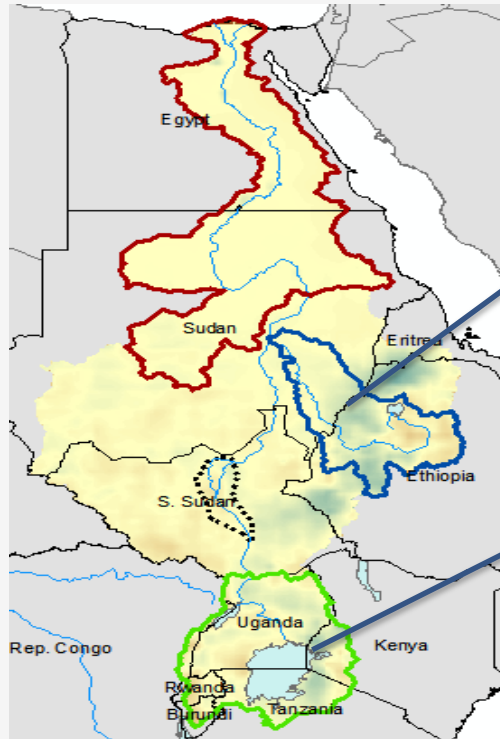 Egypt
Sudan
Eritrea
Ethiopia
S. Sudan
Uganda
Kenya
Rep. Congo
Rwanda
Burundi
Tanzania